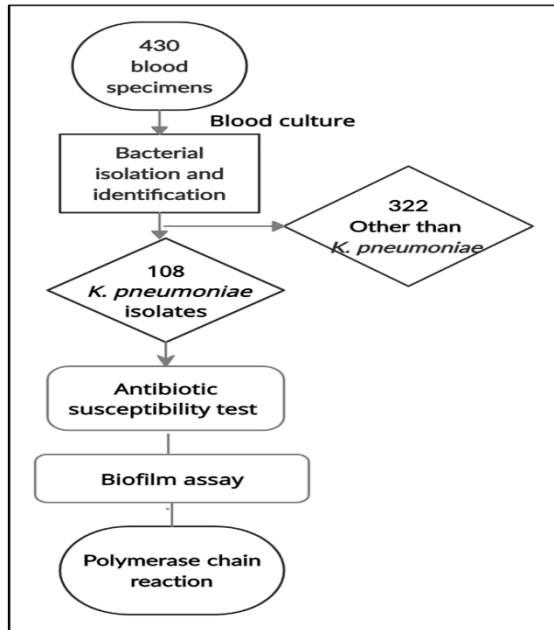 430
blood
specimens
Blood culture
Bacterial
isolation and
identification
322
Other than
K. pneumoniae
108
K. pneumoniae
isolates
Antibiotic
susceptibility test
Biofilm assay
Polymerase chain
reaction